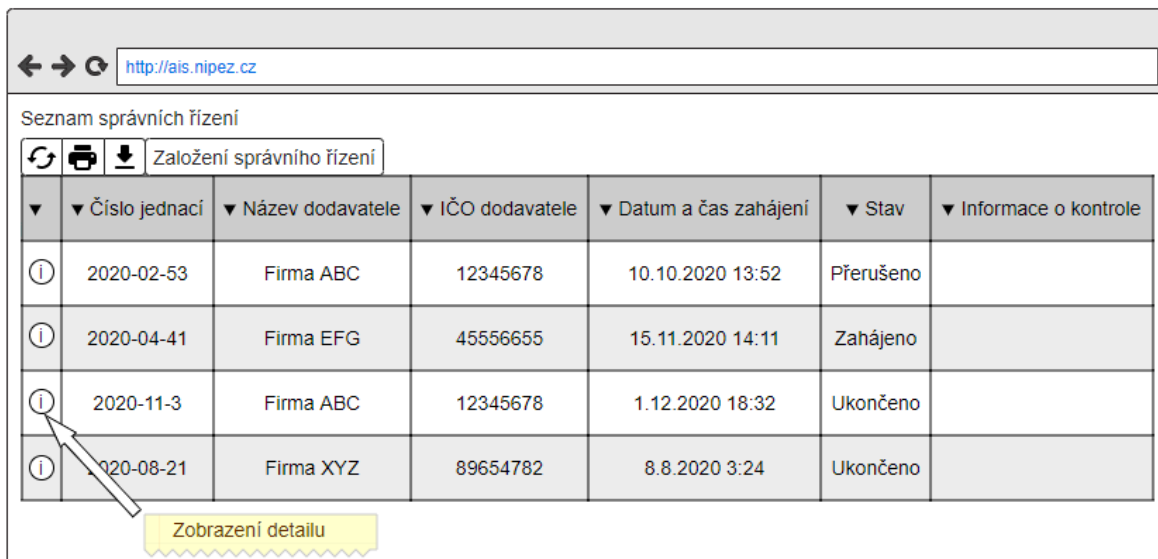 http://ais.nipez.cz
Seznam správních řízení
Založení správního řízení
▼ ▼ Číslo jednací ▼ Název dodavatele ▼ IČO dodavatele ▼ Datum a čas zahájení ▼ Stav ▼ Informace o kontrole
i 2020-02-53 Firma ABC 12345678 10.10.2020 13:52 Přerušeno
i 2020-04-41 Firma EFG 45556655 15.11.2020 14:11 Zahájeno
i 2020-11-3 Firma ABC 12345678 1.12.2020 18:32 Ukončeno
i 2020-08-21 Firma XYZ 89654782 8.8.2020 3:24 Ukončeno
Zobrazení detailu